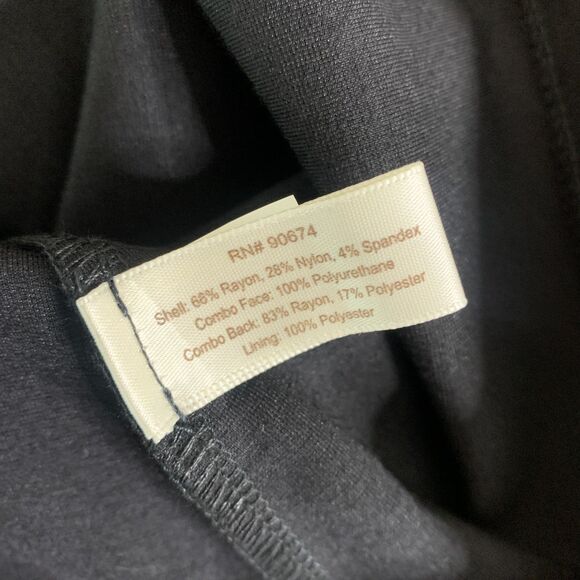 RN# 90674
Shell: 68% Rayon, 28% Nylon, 4% Spandex
Combo Face: 100% Polyurethane
Combo Back: 83% Rayon, 17% Polyester
Lining: 100% Polyester